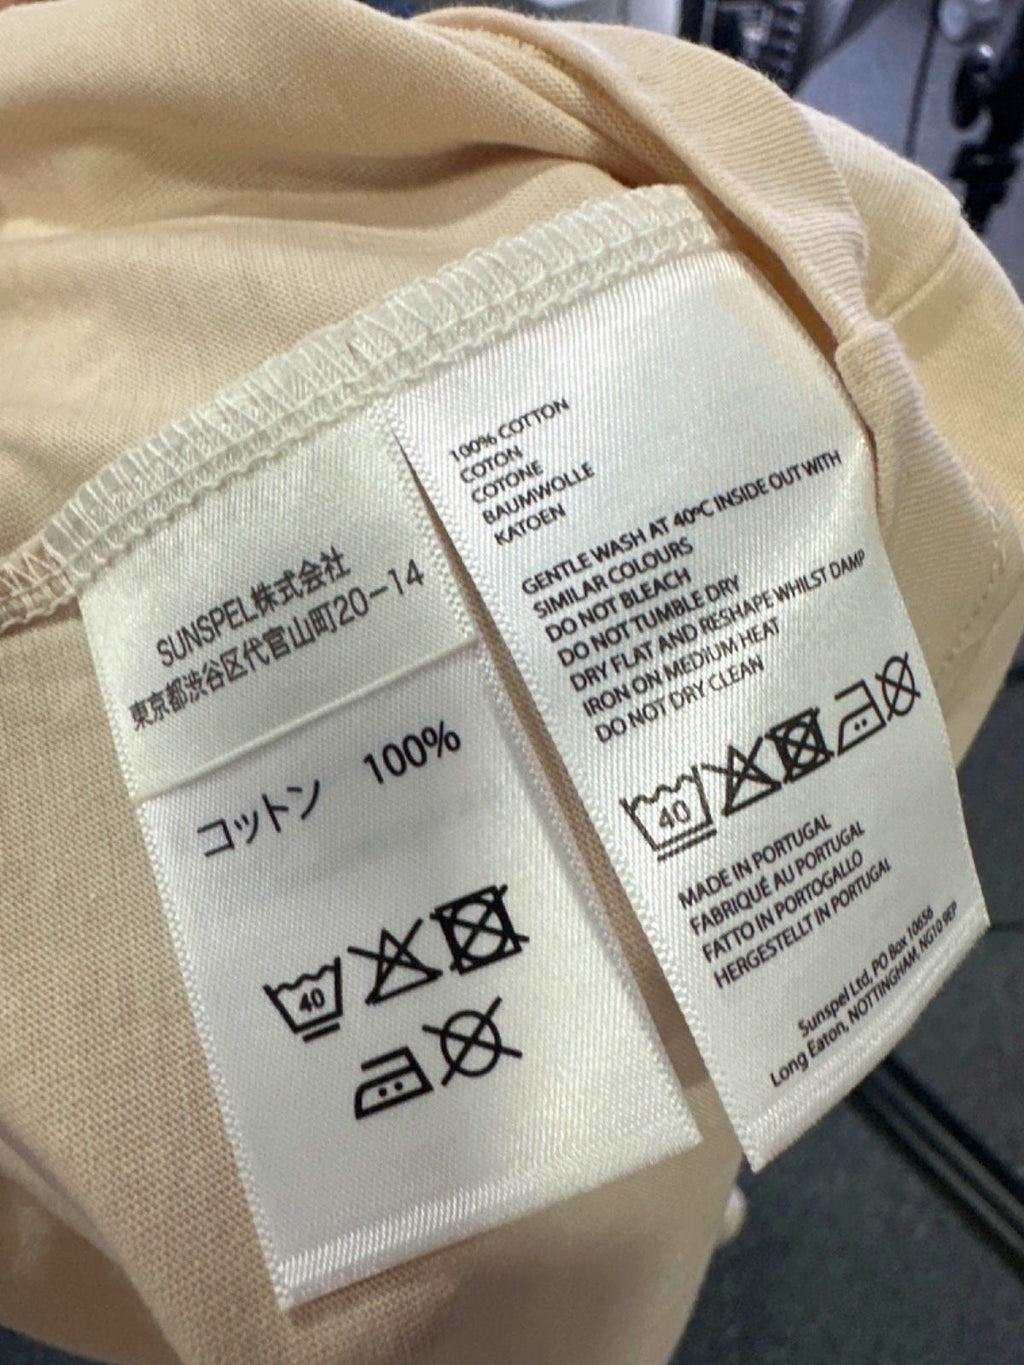 SUNSPEL株式会社
東京都渋谷区代官山町20-14
コットン 100%
40
100% COTTON
COTON
COTONE
BAUMWOLLE
KATOEN
GENTLE WASH AT 40ºC INSIDE OUT WITH
SIMILAR COLOURS
DO NOT BLEACH
DO NOT TUMBLE DRY
DRY FLAT AND RESHAPE WHILST DAMP
IRON ON MEDIUM HEAT
DO NOT DRY CLEAN
40
MADE IN PORTUGAL
FABRIQUÉ AU PORTUGAL
FATTO IN PORTOGALLO
HERGESTELLT IN PORTUGAL
Sunspel Ltd, PO Box 10656
Long Eaton, NOTTINGHAM, NG10 9EP